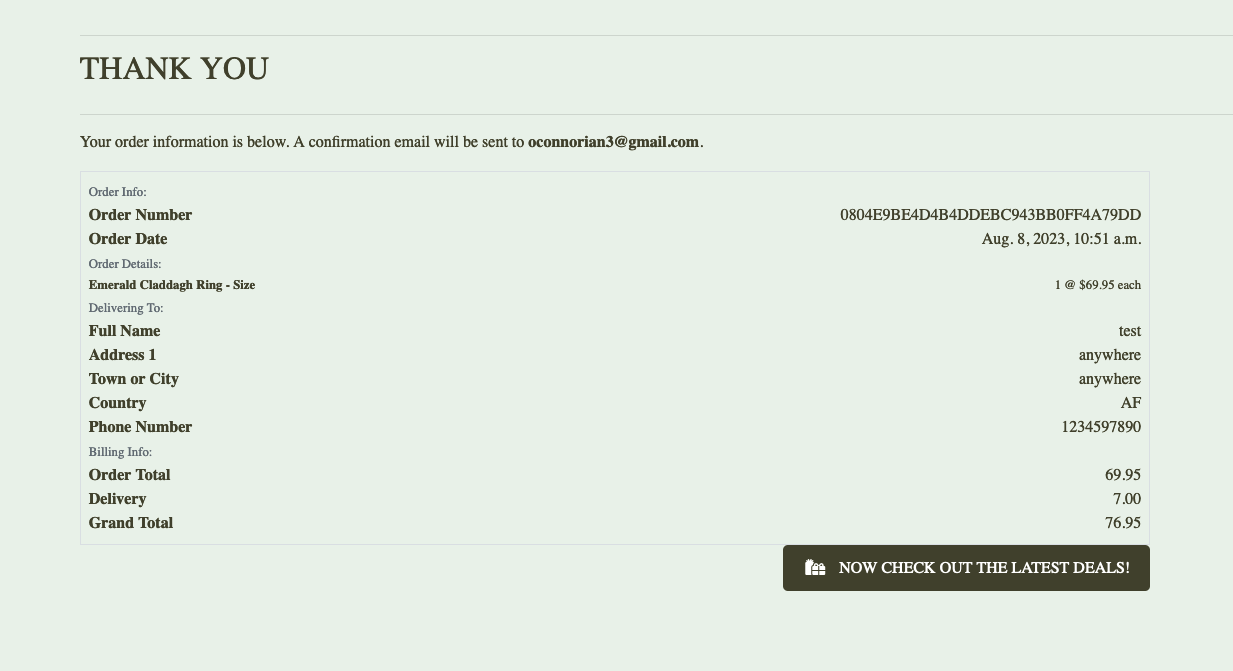 THANK YOU
Your order information is below. A confirmation email will be sent to oconnorian3@gmail.com.
Order Info:
Order Number 0804E9BE4D4B4DDEBC943BB0FF4A79DD
Order Date Aug. 8, 2023, 10:51 a.m.
Order Details:
Emerald Claddagh Ring - Size 1 @ $69.95 each
Delivering To:
Full Name test
Address 1 anywhere
Town or City anywhere
Country AF
Phone Number 1234597890
Billing Info:
Order Total 69.95
Delivery 7.00
Grand Total 76.95
NOW CHECK OUT THE LATEST DEALS!